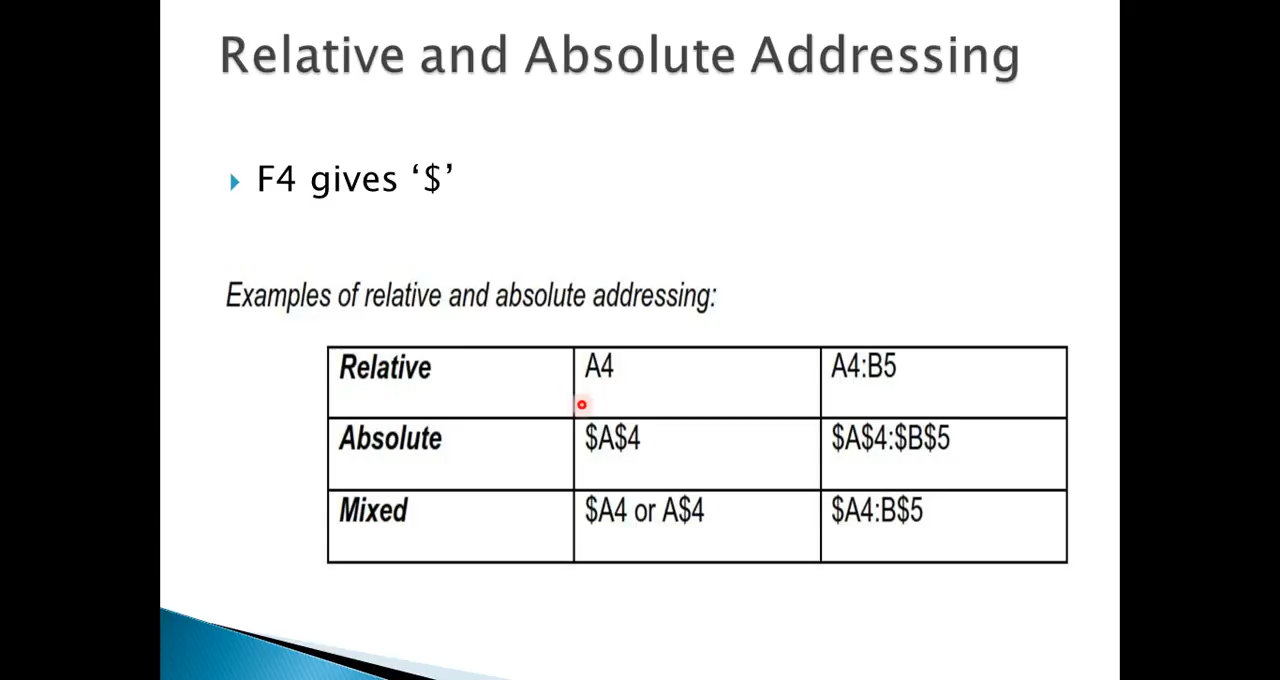 Relative and Absolute Addressing
F4 gives ‘$’
Examples of relative and absolute addressing:
Relative A4 A4:B5
Absolute $A$4 $A$4:$B$5
Mixed $A4 or A$4 $A4:B$5